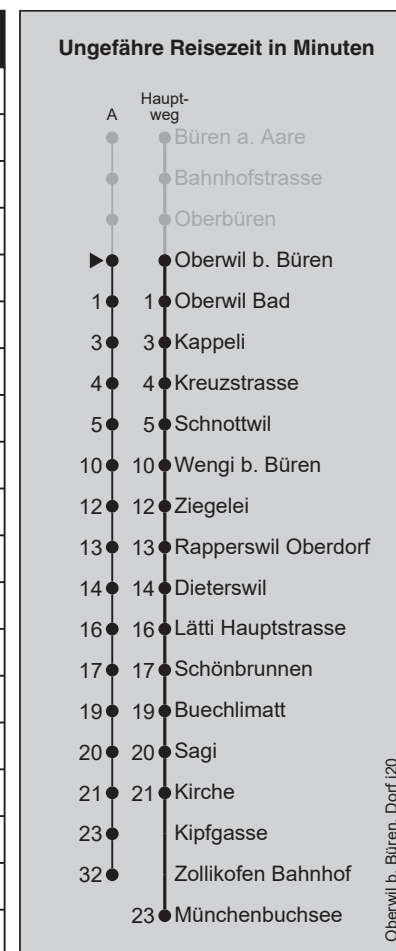 Ungefähre Reisezeit in Minuten
A Haupt-
weg
Büren a. Aare
Bahnhofstrasse
Oberbüren
Oberwil b. Büren
1 1 Oberwil Bad
3 3 Kappeli
4 4 Kreuzstrasse
5 5 Schnottwil
10 10 Wengi b. Büren
12 12 Ziegelei
13 13 Rapperswil Oberdorf
14 14 Dieterswil
16 16 Lätti Hauptstrasse
17 17 Schönbrunnen
19 19 Buechlimatt
20 20 Sagi
21 21 Kirche
23 Kipfgasse
32 Zollikofen Bahnhof
23 Münchenbuchsee
Oberwil b. Büren, Dorf i20